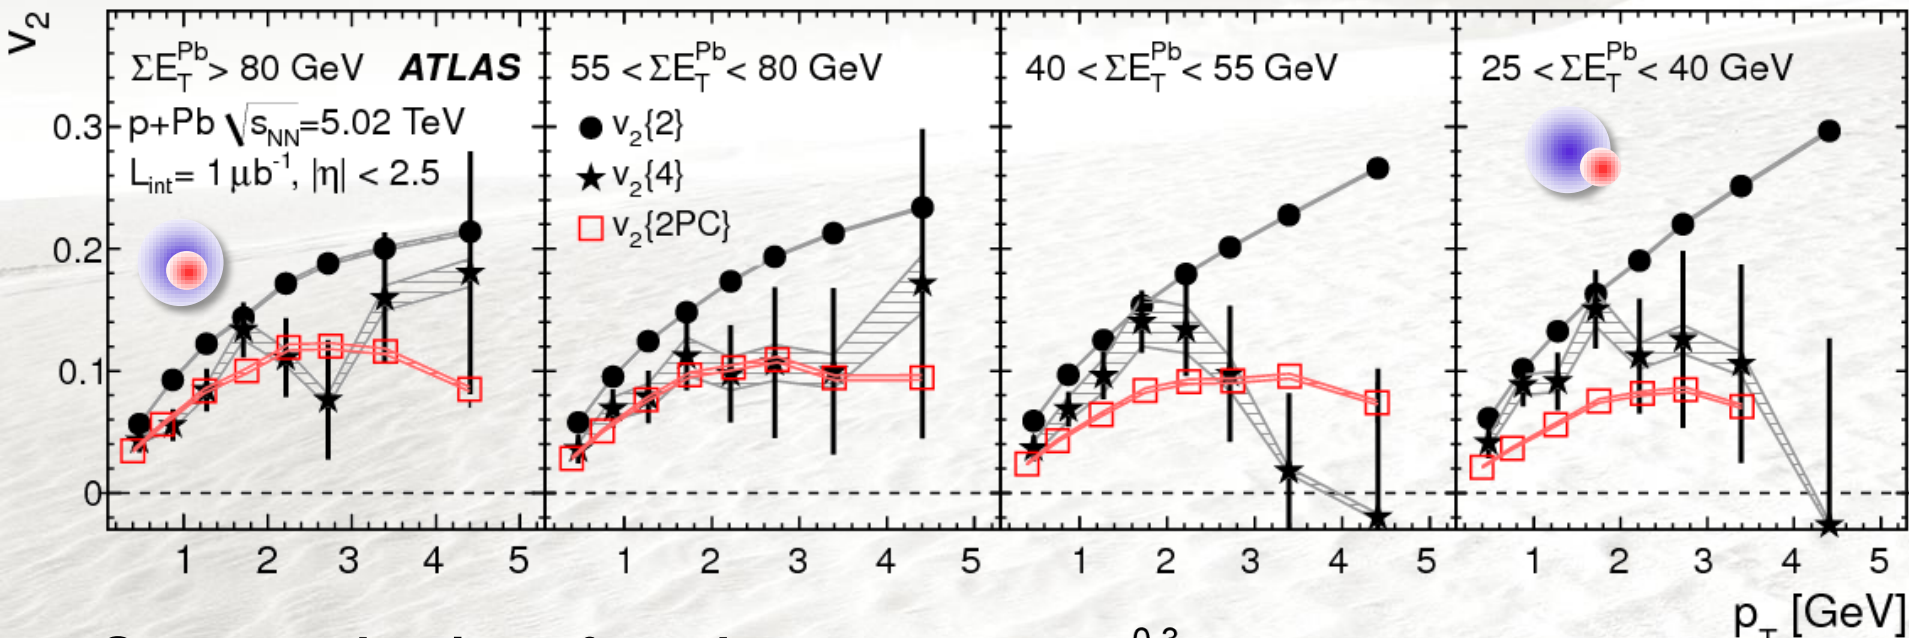 v2
ΣE_T^Pb > 80 GeV ATLAS
p+Pb √s_NN=5.02 TeV
L_int= 1 μb^-1, |η| < 2.5
55 < ΣE_T^Pb < 80 GeV
v2{2}
v2{4}
v2{2PC}
40 < ΣE_T^Pb < 55 GeV
25 < ΣE_T^Pb < 40 GeV
0.3
0.2
0.1
0
1 2 3 4 5
1 2 3 4 5
1 2 3 4 5
1 2 3 4 5
p_T [GeV]
0.3